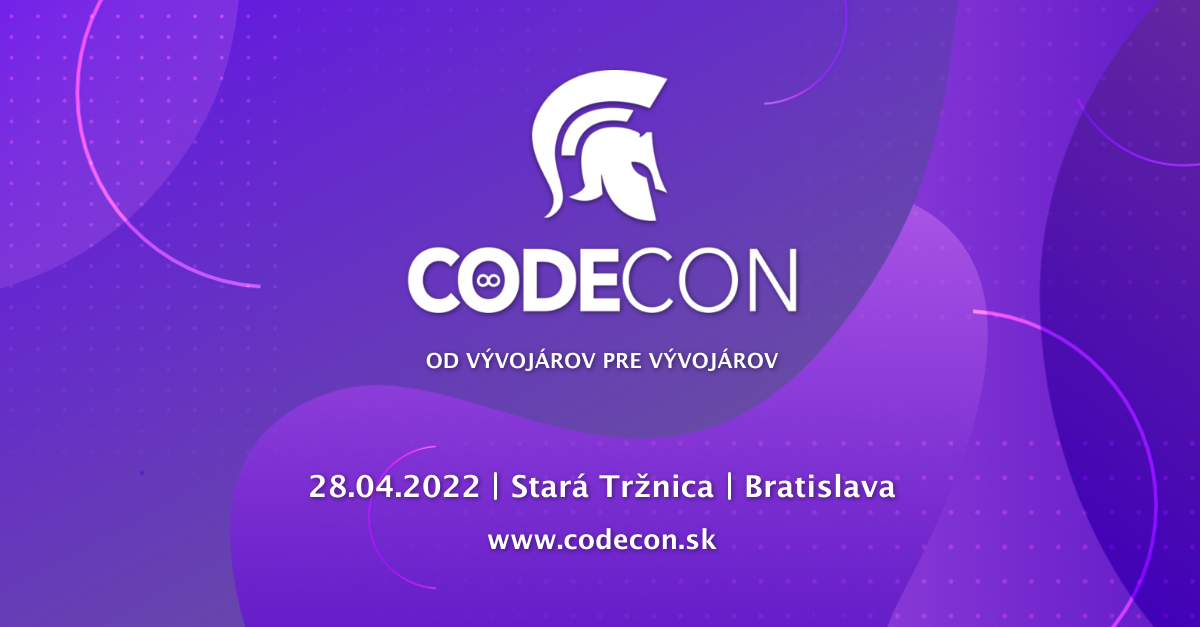 CODECON
OD VÝVOJÁROV PRE VÝVOJÁROV
28.04.2022 | Stará Tržnica | Bratislava
www.codecon.sk